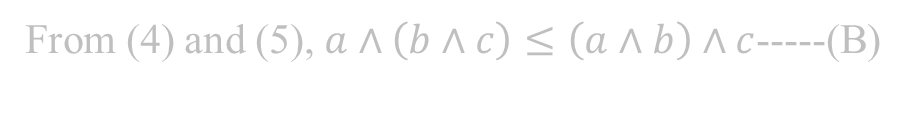 From (4) and (5), 𝑎 ∧ (𝑏 ∧ 𝑐) ≤ (𝑎 ∧ 𝑏) ∧ 𝑐-----(B)